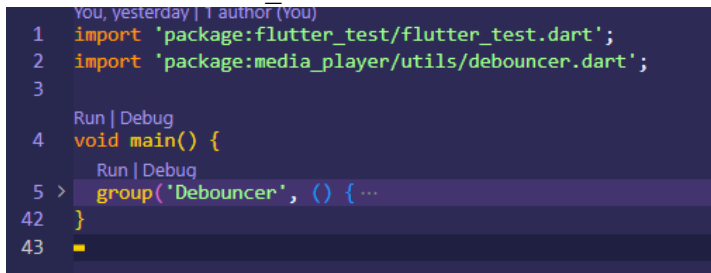 You, yesterday | 1 author (You)
1 import 'package:flutter_test/flutter_test.dart';
2 import 'package:media_player/utils/debouncer.dart';
3
Run | Debug
4 void main() {
Run | Debug
5 > group('Debouncer', () { ···
42 }
43